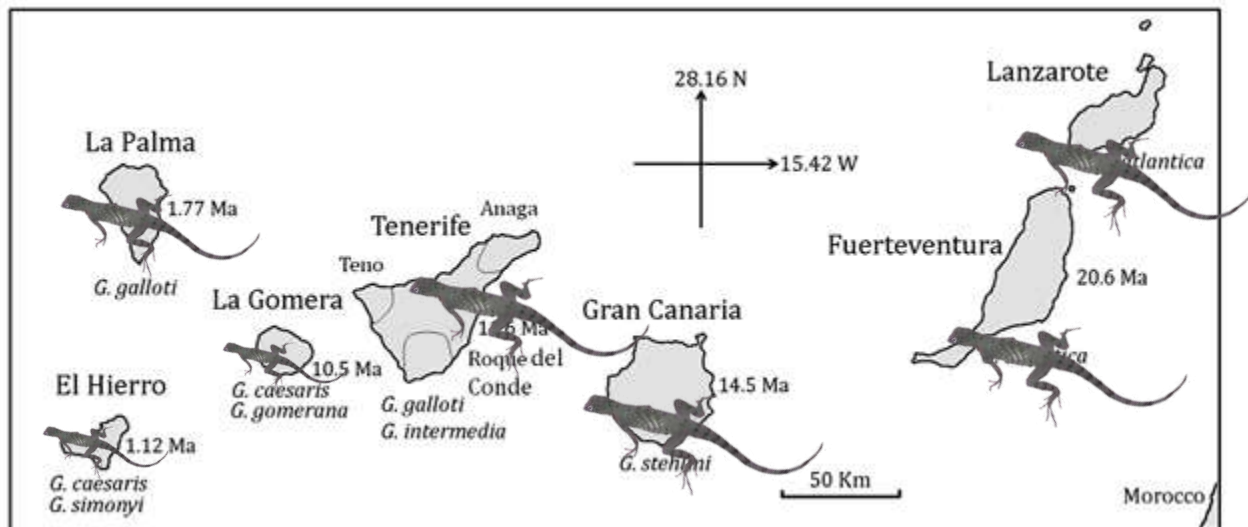 Lanzarote
28.16 N
La Palma
15.42 W
1.77 Ma
Anaga
Tenerife
Fuerteventura
Teno
20.6 Ma
G. galloti
La Gomera
Gran Canaria
Roque del
Conde
10.5 Ma
El Hierro
G. caesaris
G. gomerana
14.5 Ma
G. galloti
G. intermedia
1.12 Ma
G.
50 Km
G. caesaris
G. simonyi
Morocco